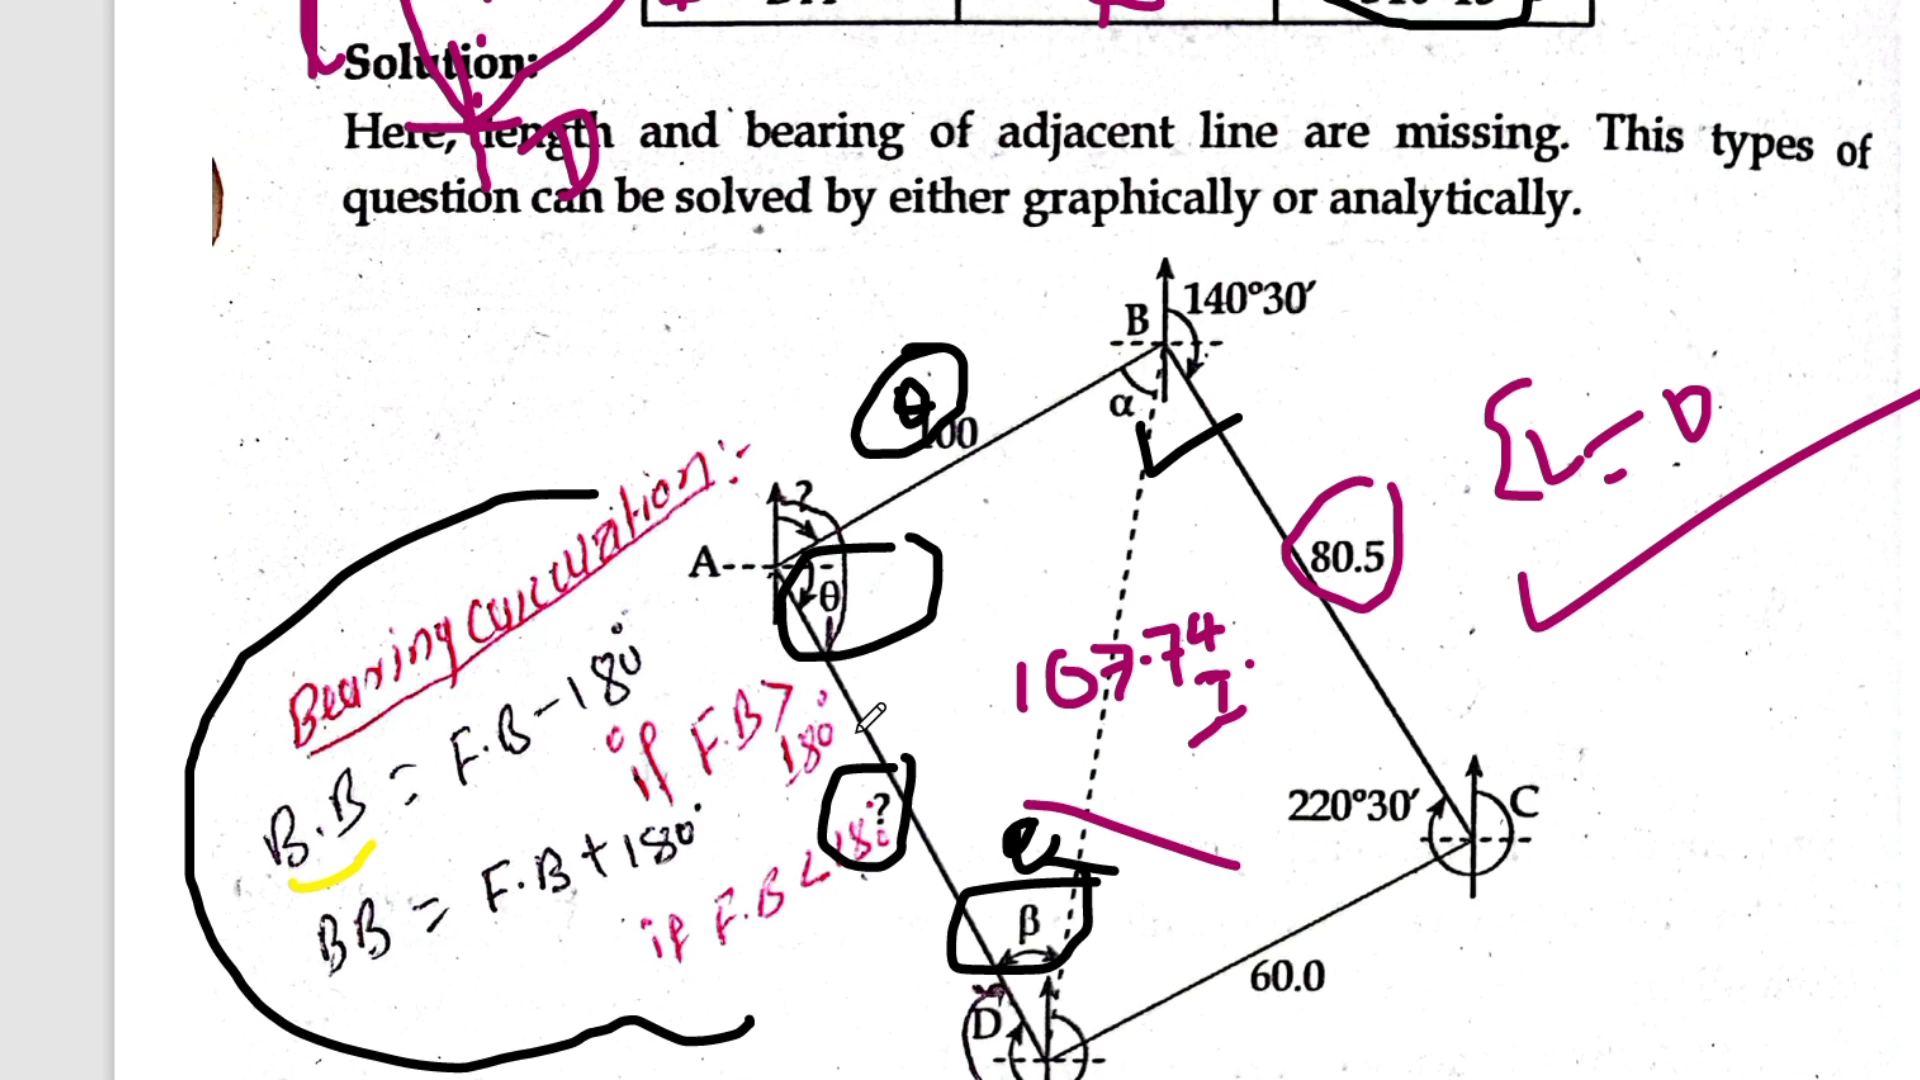 Solution:
Here, length and bearing of adjacent line are missing. This types of
question can be solved by either graphically or analytically.
D
B
140°30′
α
θ
100
?
A
θ
80.5
{L - D
Bearing Calculation:-
B.B = F.B - 180°
if F.B > 180°
BB = F.B + 180°
if F.B < 180°
?
107.74
I.
e
220°30′
C
β
60.0
D